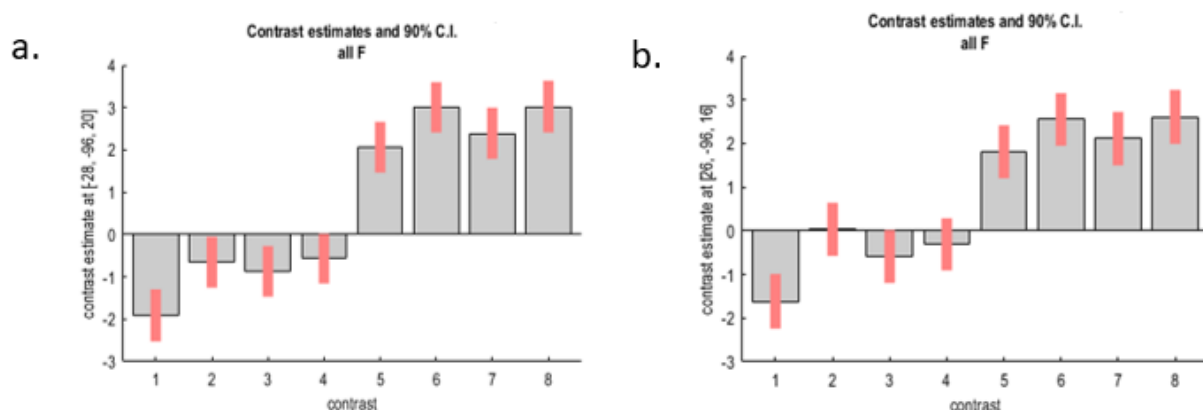 a.
Contrast estimates and 90% C.I.
all F
contrast estimate at [-28, -96, 20]
4
3
2
1
0
-1
-2
-3
1 2 3 4 5 6 7 8
contrast
b.
Contrast estimates and 90% C.I.
all F
contrast estimate at [26, -96, 16]
4
3
2
1
0
-1
-2
-3
1 2 3 4 5 6 7 8
contrast